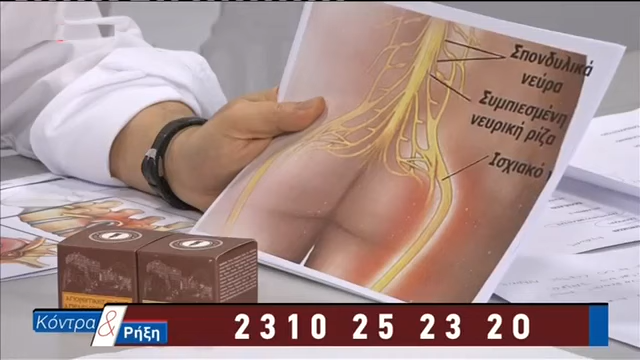 Σπονδυλικά
νεύρα
Συμπιεσμένη
νευρική ρίζα
Ισχιακό
Κόντρα
&
Ρήξη
2310 25 23 20